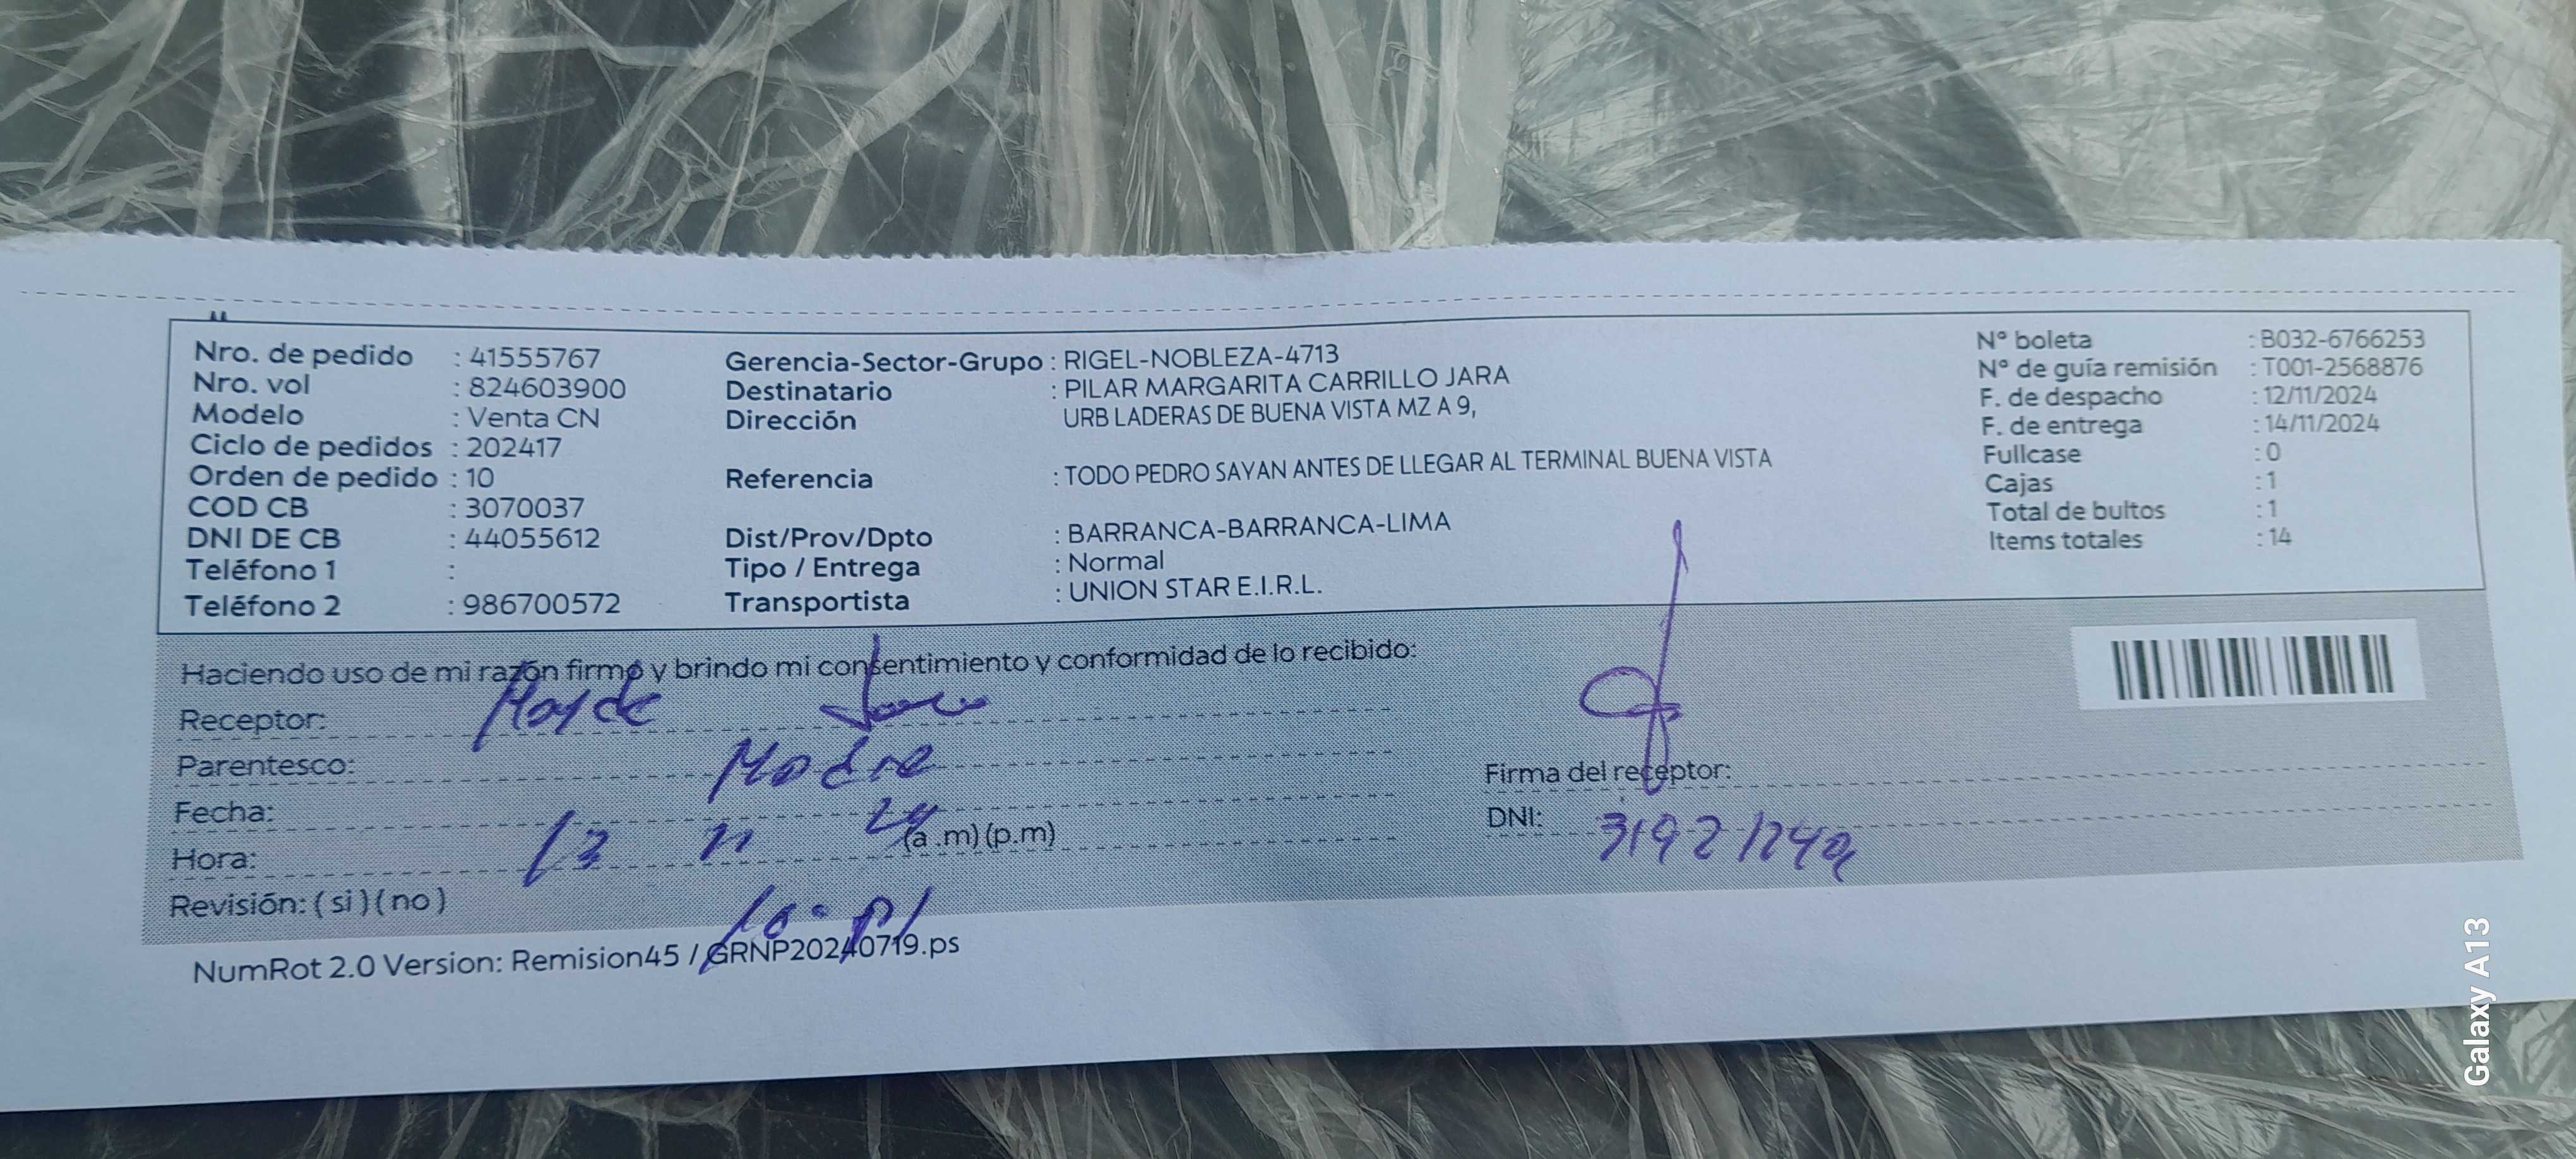 Nro. de pedido : 41555767
Nro. vol : 824603900
Modelo : Venta CN
Ciclo de pedidos : 202417
Orden de pedido : 10
COD CB : 3070037
DNI DE CB : 44055612
Teléfono 1 :
Teléfono 2 : 986700572
Gerencia-Sector-Grupo : RIGEL-NOBLEZA-4713
Destinatario : PILAR MARGARITA CARRILLO JARA
Dirección URB LADERAS DE BUENA VISTA MZ A 9,
Referencia : TODO PEDRO SAYAN ANTES DE LLEGAR AL TERMINAL BUENA VISTA
Dist/Prov/Dpto : BARRANCA-BARRANCA-LIMA
Tipo / Entrega : Normal
Transportista : UNION STAR E.I.R.L.
N° boleta : B032-6766253
N° de guía remisión : T001-2568876
F. de despacho : 12/11/2024
F. de entrega : 14/11/2024
Fullcase : 0
Cajas : 1
Total de bultos : 1
Items totales : 14
Haciendo uso de mi razón firmo y brindo mi consentimiento y conformidad de lo recibido:
Receptor: Hayde
Parentesco: Madre
Fecha: 13 11 24
Hora: (a .m) (p.m)
Revisión: ( si ) ( no )
Firma del receptor:
DNI:
NumRot 2.0 Version: Remision45 / GRNP20240719.ps
Galaxy A13